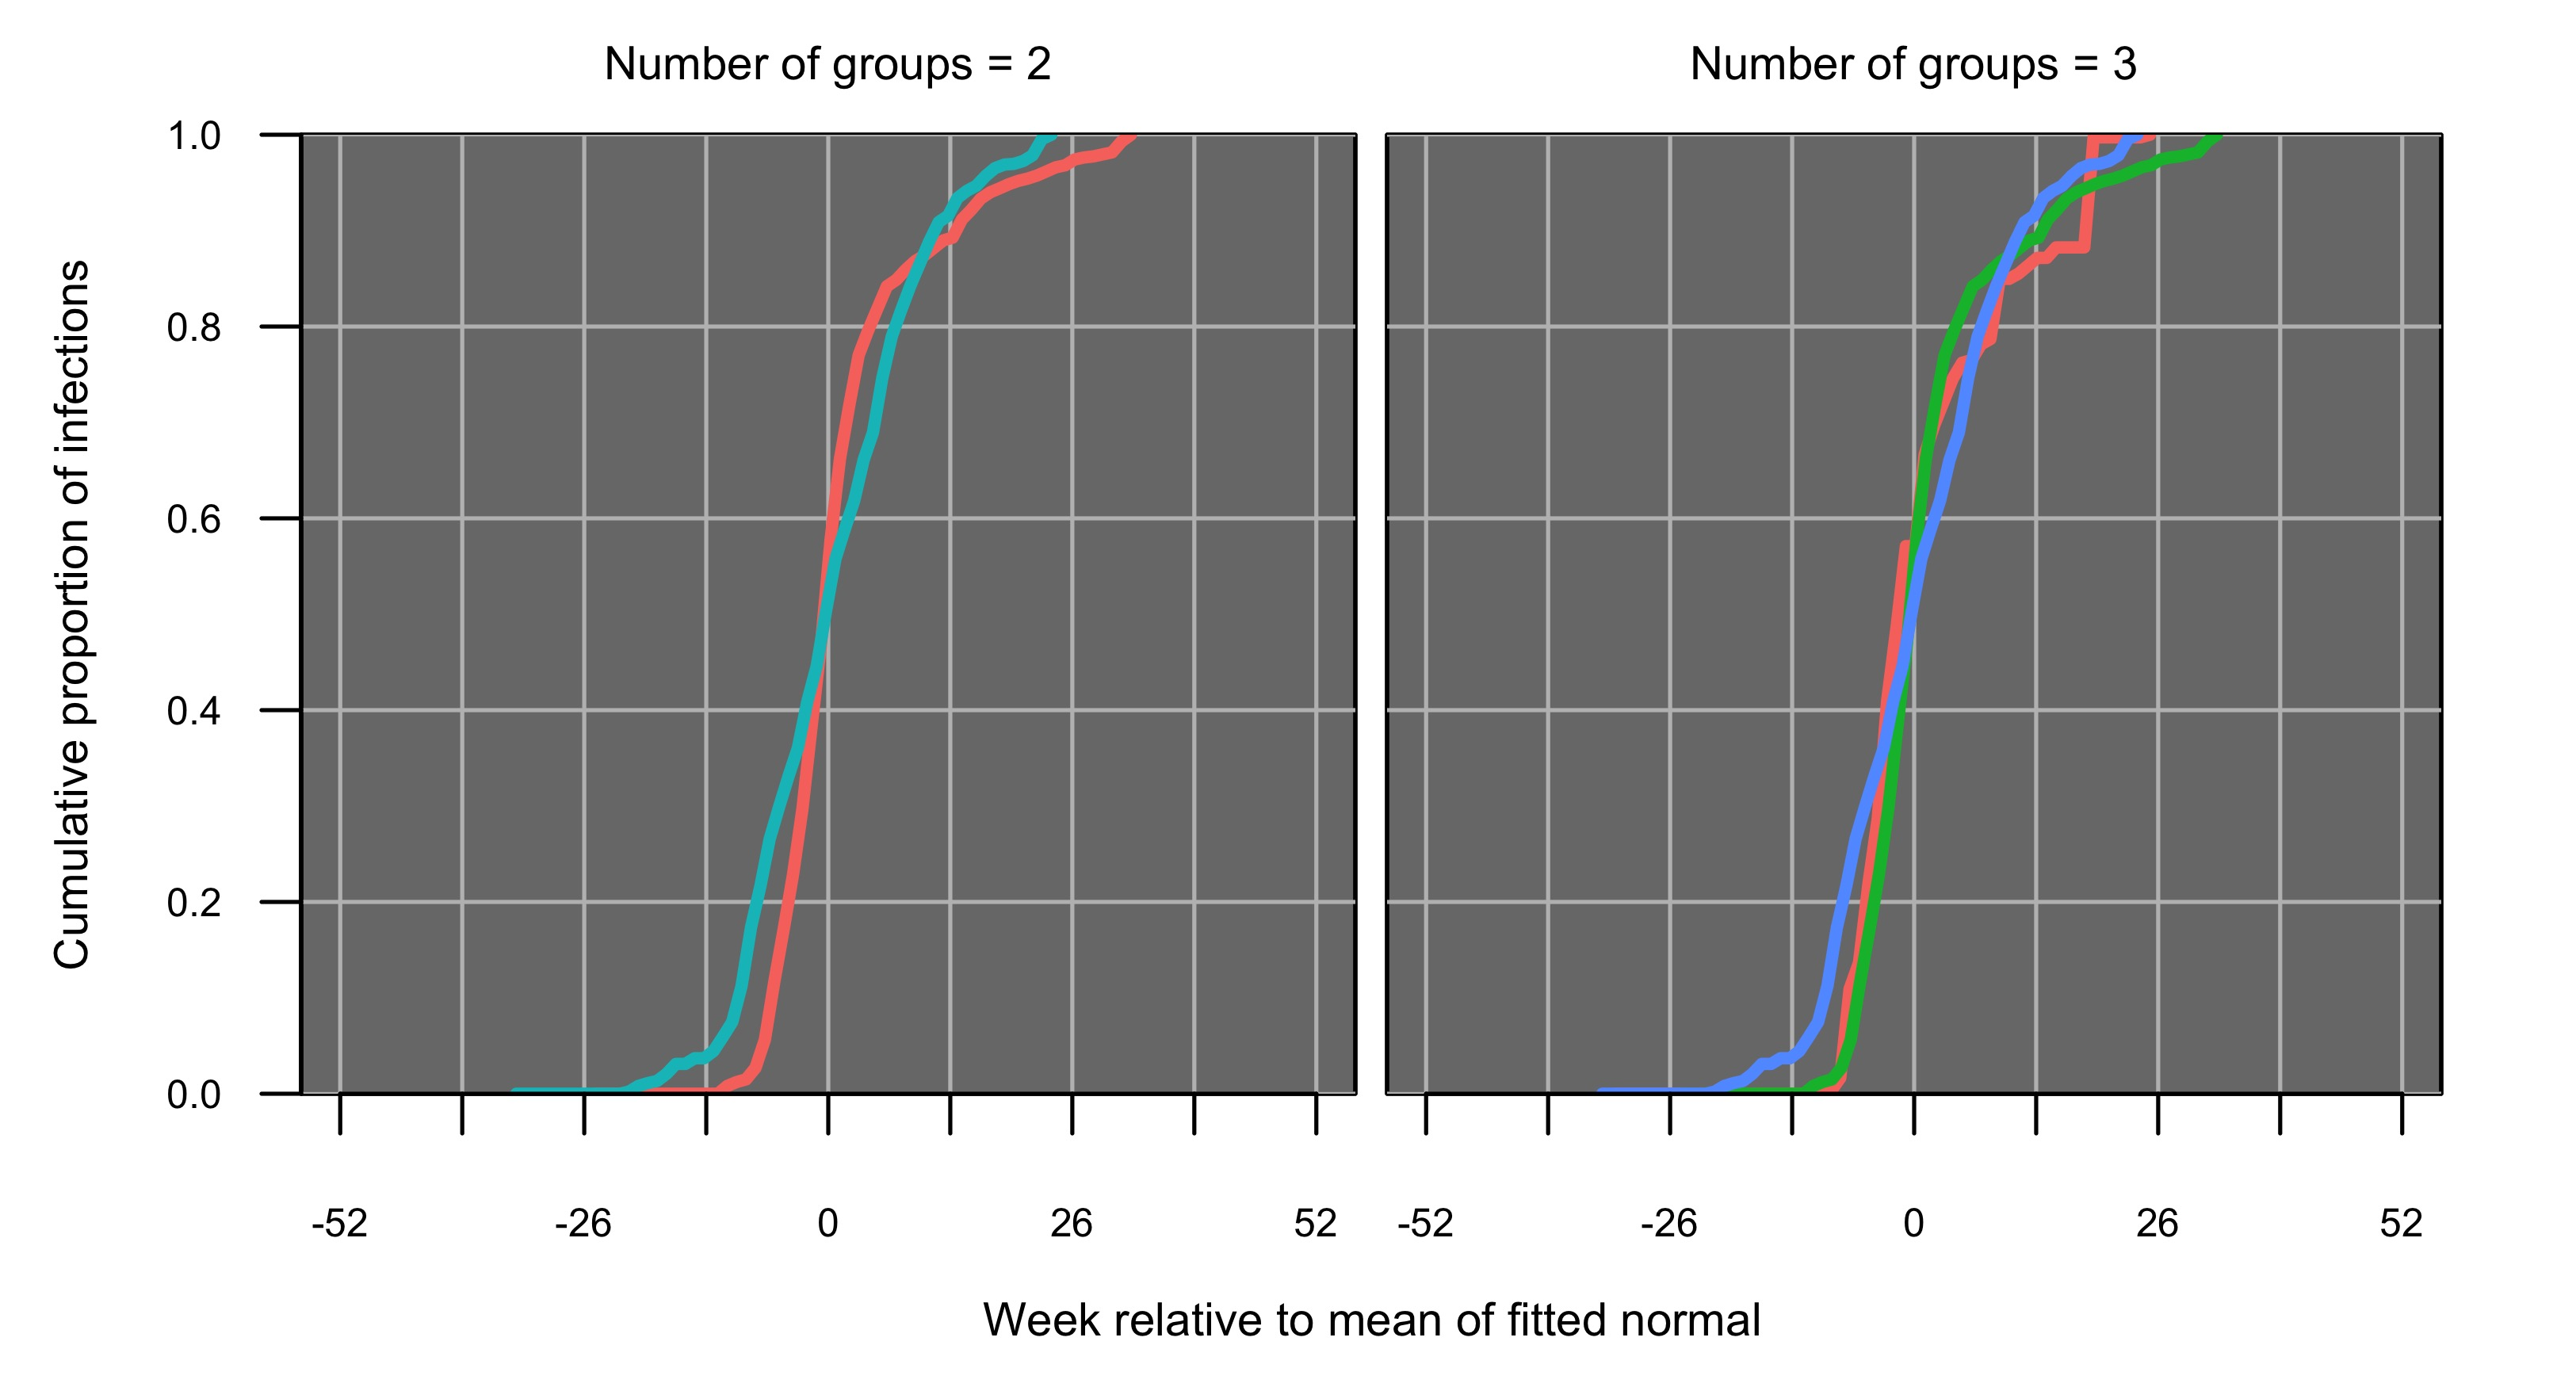 Number of groups = 2
Number of groups = 3
Cumulative proportion of infections
1.0
0.8
0.6
0.4
0.2
0.0
-52 -26 0 26 52 -52 -26 0 26 52
Week relative to mean of fitted normal